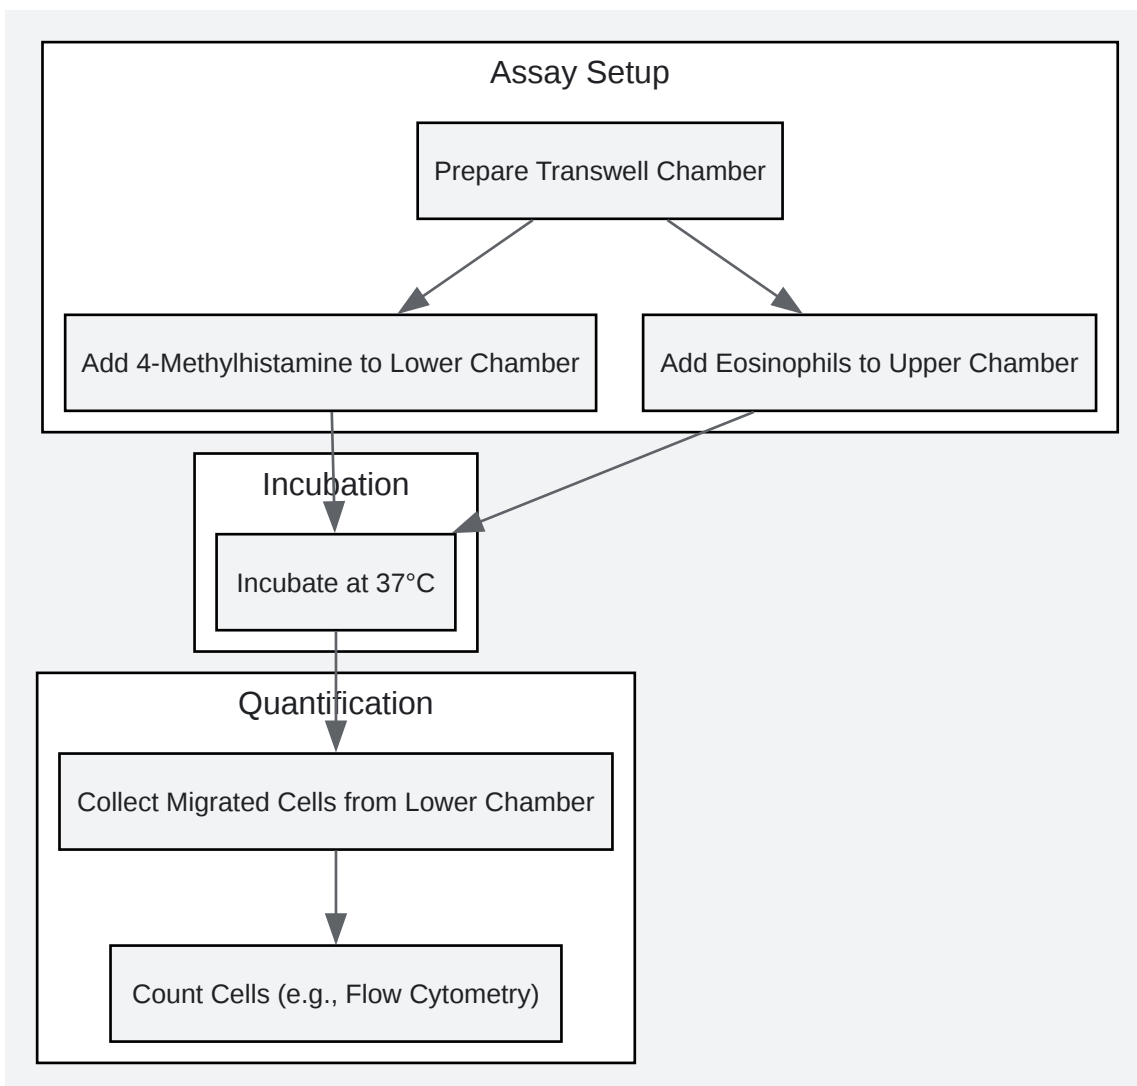 Assay Setup
Prepare Transwell Chamber
Add 4-Methylhistamine to Lower Chamber
Add Eosinophils to Upper Chamber
Incubation
Incubate at 37°C
Quantification
Collect Migrated Cells from Lower Chamber
Count Cells (e.g., Flow Cytometry)